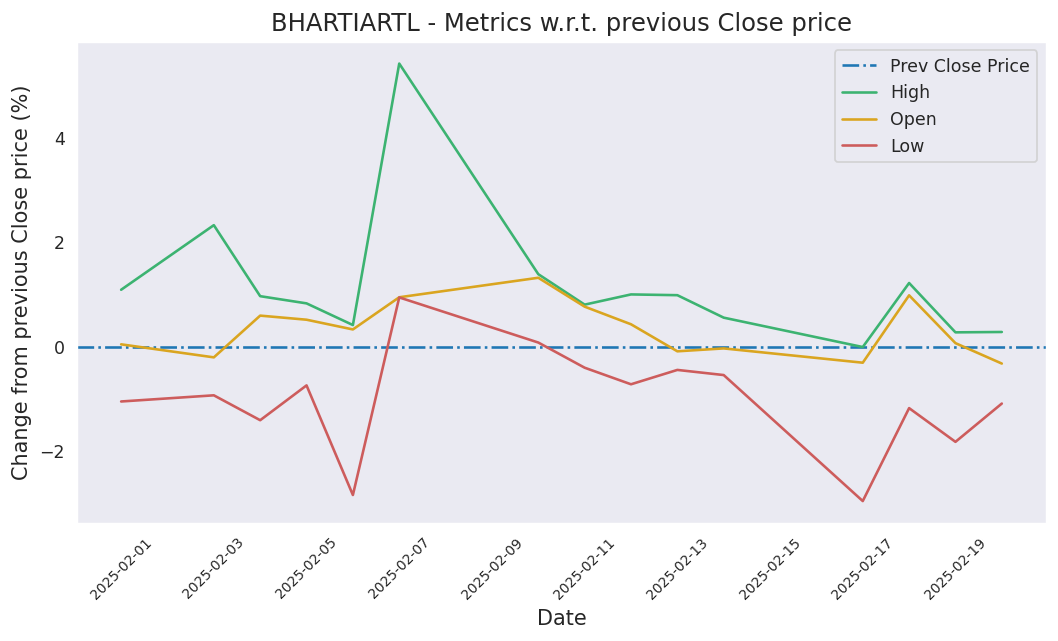 BHARTIARTL - Metrics w.r.t. previous Close price
Prev Close Price
High
Open
Low
Change from previous Close price (%)
4
2
0
−2
2025-02-01
2025-02-03
2025-02-05
2025-02-07
2025-02-09
2025-02-11
2025-02-13
2025-02-15
2025-02-17
2025-02-19
Date